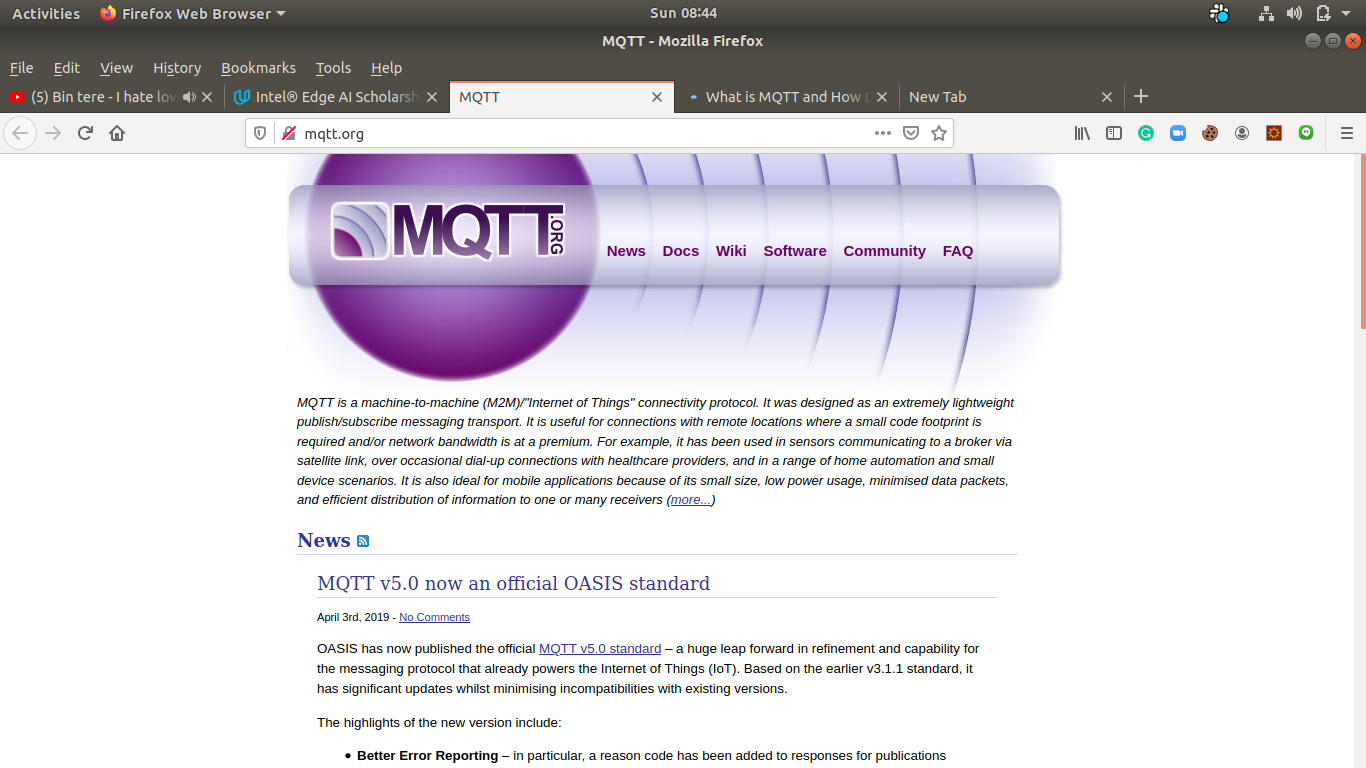 Activities Firefox Web Browser Sun 08:44
MQTT - Mozilla Firefox
File Edit View History Bookmarks Tools Help
(5) Bin tere - I hate lov Intel® Edge AI Scholarsh MQTT What is MQTT and How D New Tab
mqtt.org
MQTT.ORG
News Docs Wiki Software Community FAQ
MQTT is a machine-to-machine (M2M)/"Internet of Things" connectivity protocol. It was designed as an extremely lightweight
publish/subscribe messaging transport. It is useful for connections with remote locations where a small code footprint is
required and/or network bandwidth is at a premium. For example, it has been used in sensors communicating to a broker via
satellite link, over occasional dial-up connections with healthcare providers, and in a range of home automation and small
device scenarios. It is also ideal for mobile applications because of its small size, low power usage, minimised data packets,
and efficient distribution of information to one or many receivers (more...)
News
MQTT v5.0 now an official OASIS standard
April 3rd, 2019 - No Comments
OASIS has now published the official MQTT v5.0 standard – a huge leap forward in refinement and capability for
the messaging protocol that already powers the Internet of Things (IoT). Based on the earlier v3.1.1 standard, it
has significant updates whilst minimising incompatibilities with existing versions.
The highlights of the new version include:
• Better Error Reporting – in particular, a reason code has been added to responses for publications